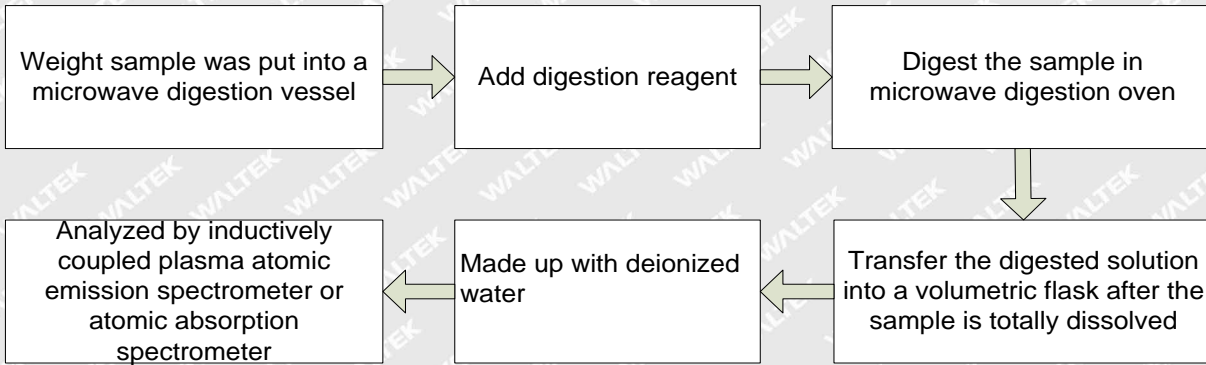 Weight sample was put into a
microwave digestion vessel
Add digestion reagent
Digest the sample in
microwave digestion oven
Transfer the digested solution
into a volumetric flask after the
sample is totally dissolved
Made up with deionized
water
Analyzed by inductively
coupled plasma atomic
emission spectrometer or
atomic absorption
spectrometer
WALTEK